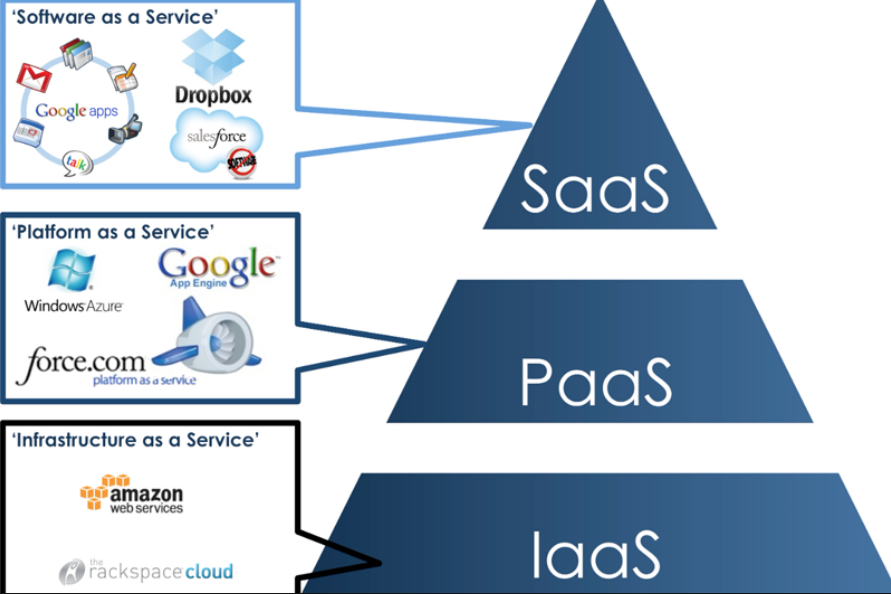 ‘Software as a Service’
Google apps
talk
Dropbox
salesforce
SOFTWARE
SaaS
‘Platform as a Service’
Windows Azure
Google™
App Engine
force.com
platform as a service
PaaS
‘Infrastructure as a Service’
amazon
web services
the
rackspace cloud
IaaS